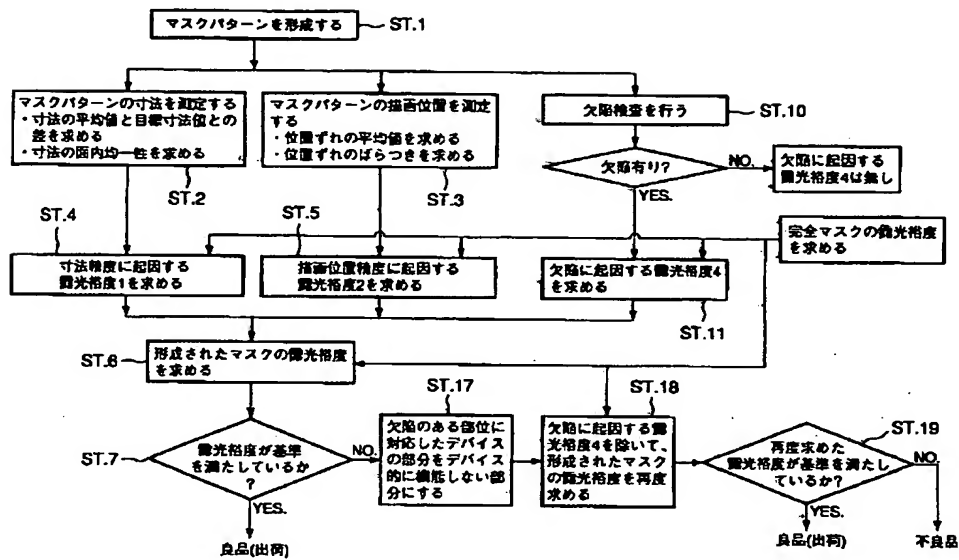 マスクパターンを形成する
ST.1
マスクパターンの寸法を測定する
・寸法の平均値と目標寸法値との
差を求める
・寸法の面内均一性を求める
ST.2
マスクパターンの描画位置を測定
する
・位置ずれの平均値を求める
・位置ずれのばらつきを求める
ST.3
欠陥検査を行う
ST.10
欠陥有り?
NO.
YES.
欠陥に起因する
露光裕度4は無し
ST.4
寸法精度に起因する
露光裕度1を求める
ST.5
描画位置精度に起因する
露光裕度2を求める
欠陥に起因する露光裕度4
を求める
ST.11
完全マスクの露光裕度
を求める
ST.6
形成されたマスクの露光裕度
を求める
ST.7
露光裕度が基準
を満たしているか
?
NO.
YES.
良品(出荷)
ST.17
欠陥のある部位に
対応したデバイス
の部分をデバイス
的に機能しない部
分にする
ST.18
欠陥に起因する露
光裕度4を除いて、
形成されたマスク
の露光裕度を再度
求める
ST.19
再度求めた
露光裕度が基準を満たし
ているか?
NO.
YES.
良品(出荷)
不良品